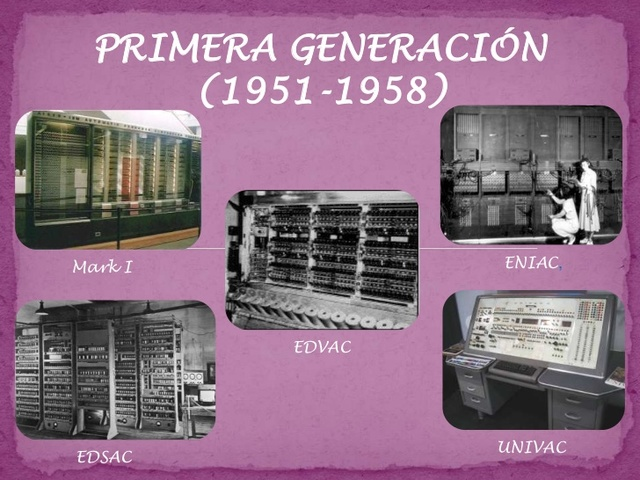 PRIMERA GENERACIÓN
(1951-1958)
Mark I
ENIAC,
EDVAC
EDSAC
UNIVAC